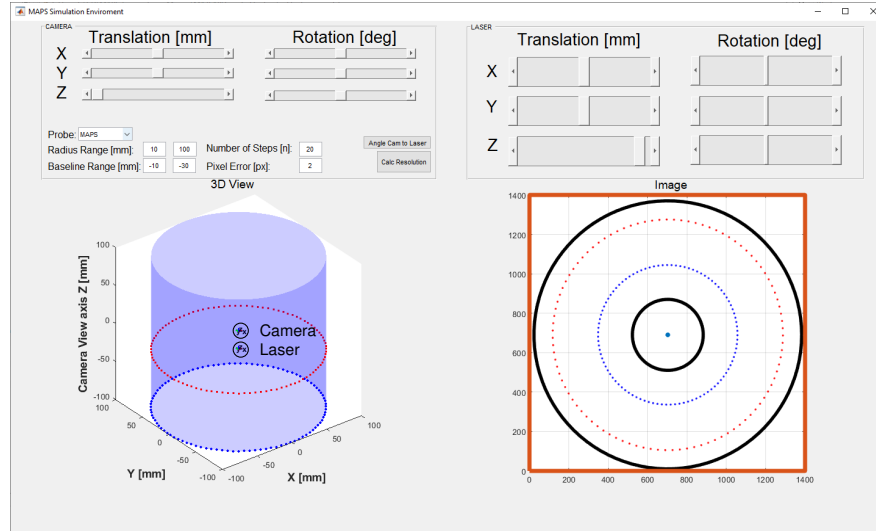 MAPS Simulation Enviroment
CAMERA
Translation [mm]
Rotation [deg]
X
Y
Z
Probe: MAPS
Radius Range [mm]: 10 100 Number of Steps [n]: 20
Baseline Range [mm]: -10 -30 Pixel Error [px]: 2
Angle Cam to Laser
Calc Resolution
LASER
Translation [mm]
Rotation [deg]
X
Y
Z
3D View
100
50
0
-50
-100
Camera View axis Z [mm]
100
50
0
-50
-100
Y [mm]
-100
-50
0
50
100
X [mm]
Camera
Laser
Image
1400
1200
1000
800
600
400
200
0
0 200 400 600 800 1000 1200 1400